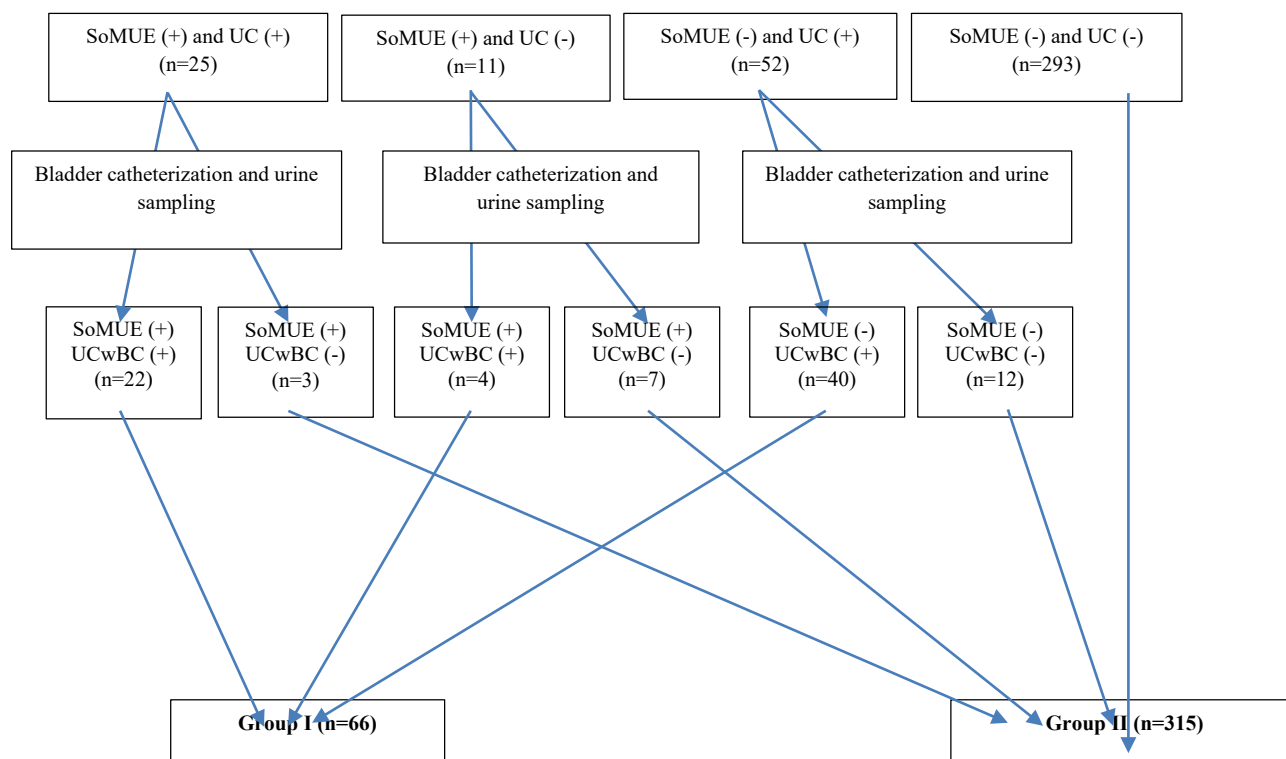 SoMUE (+) and UC (+)
(n=25)
SoMUE (+) and UC (-)
(n=11)
SoMUE (-) and UC (+)
(n=52)
SoMUE (-) and UC (-)
(n=293)
Bladder catheterization and urine
sampling
Bladder catheterization and
urine sampling
Bladder catheterization and urine
sampling
SoMUE (+)
UCwBC (+)
(n=22)
SoMUE (+)
UCwBC (-)
(n=3)
SoMUE (+)
UCwBC (+)
(n=4)
SoMUE (+)
UCwBC (-)
(n=7)
SoMUE (-)
UCwBC (+)
(n=40)
SoMUE (-)
UCwBC (-)
(n=12)
Group I (n=66)
Group II (n=315)